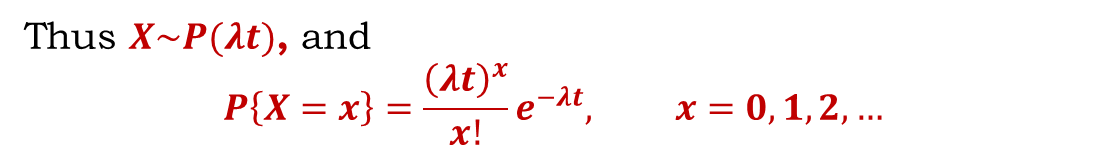 Thus X~P(λt), and
P{X = x} = (λt)^x / x! e^{−λt}, x = 0, 1, 2, …